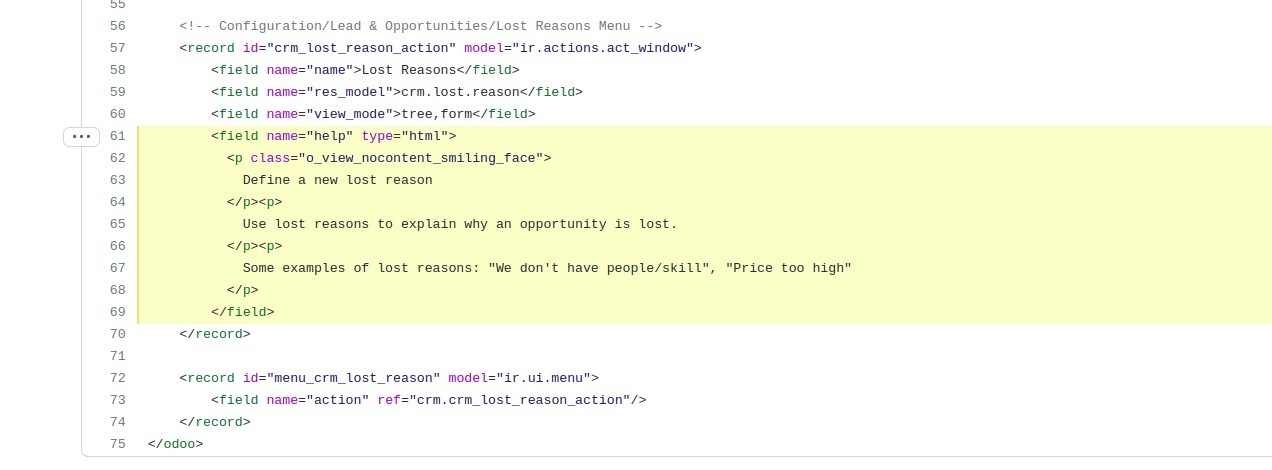 55
56 <!-- Configuration/Lead & Opportunities/Lost Reasons Menu -->
57 <record id="crm_lost_reason_action" model="ir.actions.act_window">
58 <field name="name">Lost Reasons</field>
59 <field name="res_model">crm.lost.reason</field>
60 <field name="view_mode">tree,form</field>
61 <field name="help" type="html">
62 <p class="o_view_nocontent_smiling_face">
63 Define a new lost reason
64 </p><p>
65 Use lost reasons to explain why an opportunity is lost.
66 </p><p>
67 Some examples of lost reasons: "We don't have people/skill", "Price too high"
68 </p>
69 </field>
70 </record>
71
72 <record id="menu_crm_lost_reason" model="ir.ui.menu">
73 <field name="action" ref="crm.crm_lost_reason_action"/>
74 </record>
75 </odoo>